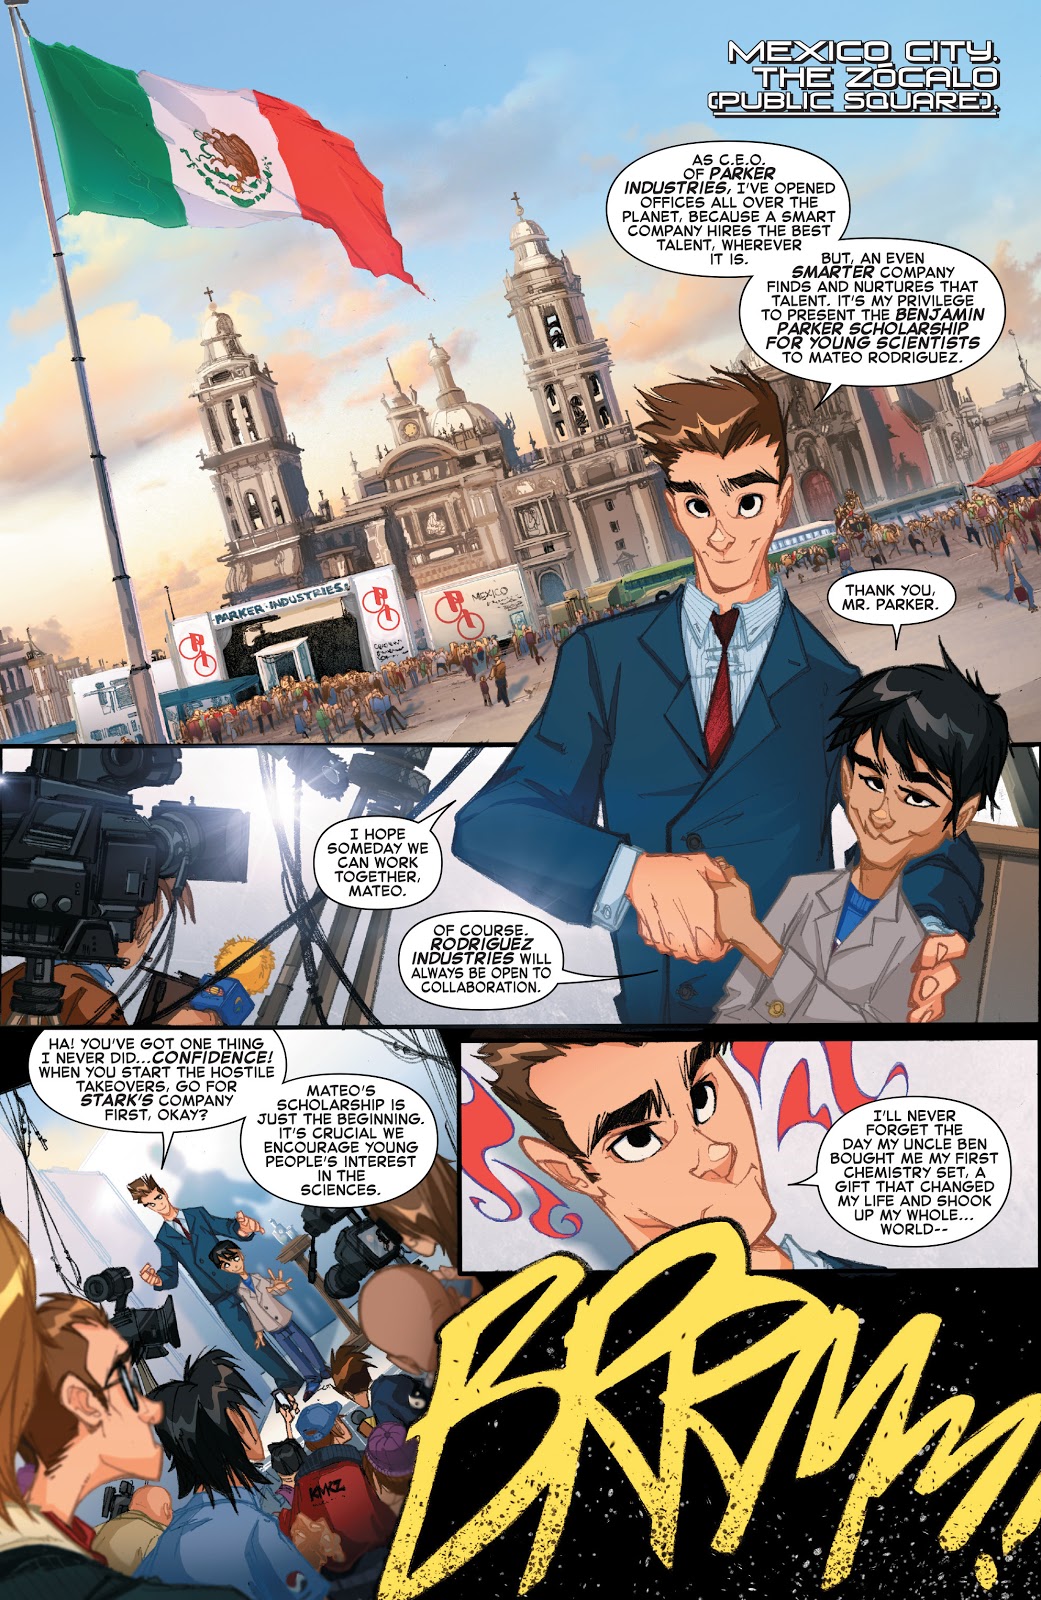 MEXICO CITY.
THE ZÓCALO
(PUBLIC SQUARE).
AS C.E.O.
OF PARKER
INDUSTRIES, I'VE OPENED
OFFICES ALL OVER THE
PLANET, BECAUSE A SMART
COMPANY HIRES THE BEST
TALENT, WHEREVER
IT IS.
BUT, AN EVEN
SMARTER COMPANY
FINDS AND NURTURES THAT
TALENT. IT'S MY PRIVILEGE
TO PRESENT THE BENJAMIN
PARKER SCHOLARSHIP
FOR YOUNG SCIENTISTS
TO MATEO RODRIGUEZ.
THANK YOU,
MR. PARKER.
PARKER·INDUSTRIES
PI
PI
PI
MEXICO
I HOPE
SOMEDAY WE
CAN WORK
TOGETHER,
MATEO.
OF COURSE.
RODRIGUEZ
INDUSTRIES WILL
ALWAYS BE OPEN TO
COLLABORATION.
HA! YOU'VE GOT ONE THING
I NEVER DID...CONFIDENCE!
WHEN YOU START THE HOSTILE
TAKEOVERS, GO FOR
STARK'S COMPANY
FIRST, OKAY?
MATEO'S
SCHOLARSHIP IS
JUST THE BEGINNING.
IT'S CRUCIAL WE
ENCOURAGE YOUNG
PEOPLE'S INTEREST
IN THE
SCIENCES.
KMKZ
I'LL NEVER
FORGET THE
DAY MY UNCLE BEN
BOUGHT ME MY FIRST
CHEMISTRY SET, A
GIFT THAT CHANGED
MY LIFE AND SHOOK
UP MY WHOLE...
WORLD--
BRRMMM!